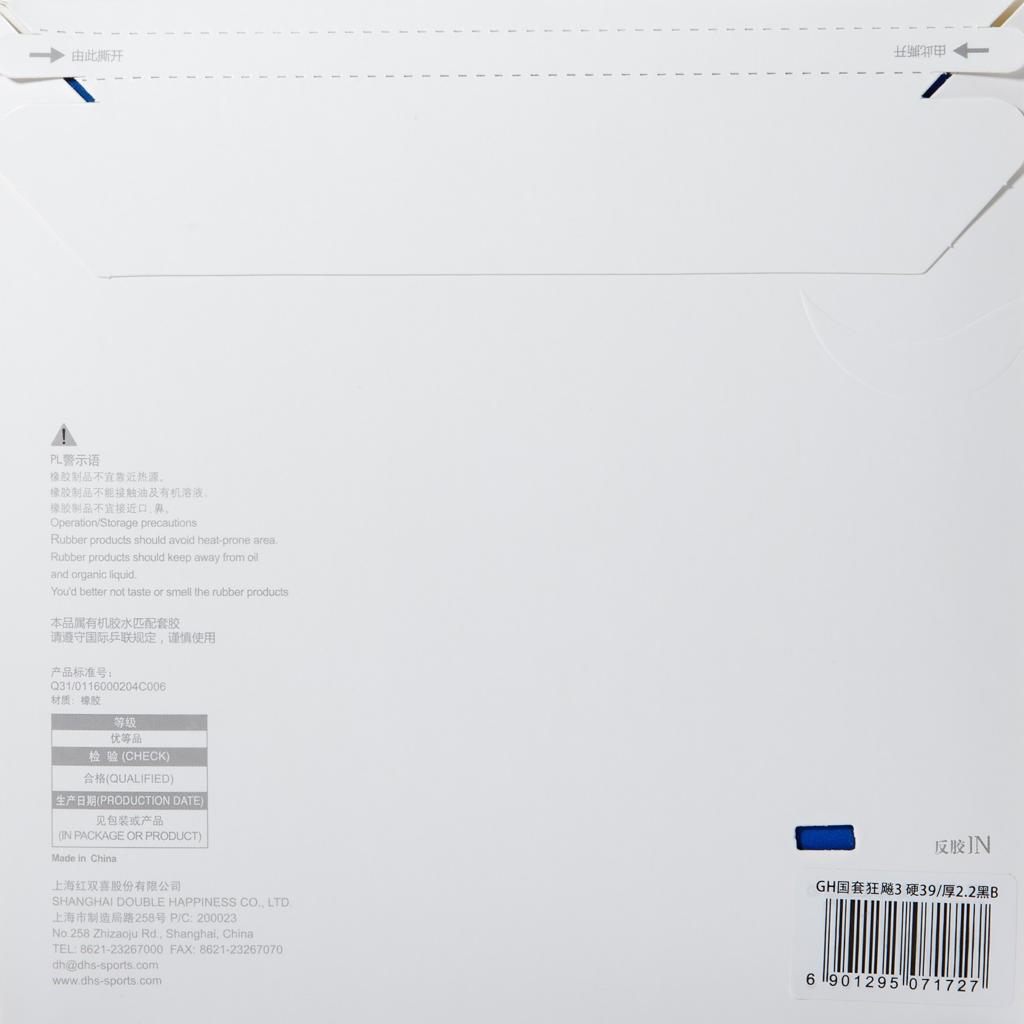 由此撕开
由此撕开
PL警示语
橡胶制品不宜靠近热源。
橡胶制品不能接触油及有机溶液。
橡胶制品不宜接近口、鼻。
Operation/Storage precautions
Rubber products should avoid heat-prone area.
Rubber products should keep away from oil
and organic liquid.
You'd better not taste or smell the rubber products
本品属有机胶水匹配套胶
请遵守国际乒联规定，谨慎使用
产品标准号：
Q31/0116000204C006
材质：橡胶
等级
优等品
检 验 (CHECK)
合格(QUALIFIED)
生产日期(PRODUCTION DATE)
见包装或产品
(IN PACKAGE OR PRODUCT)
Made in China
上海红双喜股份有限公司
SHANGHAI DOUBLE HAPPINESS CO., LTD.
上海市制造局路258号 P/C: 200023
No.258 Zhizaoju Rd., Shanghai, China
TEL: 8621-23267000 FAX: 8621-23267070
dh@dhs-sports.com
www.dhs-sports.com
反胶IN
GH国套狂飚3 硬39/厚2.2黑B
6 901295 071727